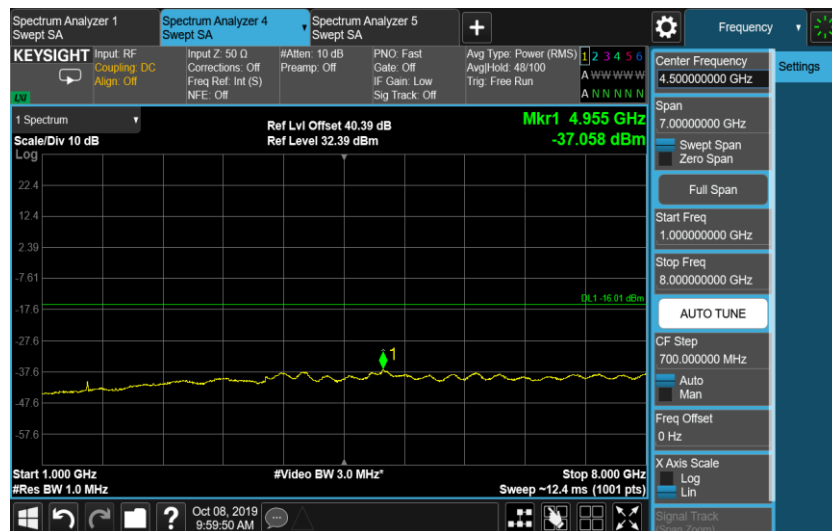 Spectrum Analyzer 1
Swept SA
Spectrum Analyzer 4
Swept SA
Spectrum Analyzer 5
Swept SA
+
Frequency
KEYSIGHT
Input: RF
Coupling: DC
Align: Off
Input Z: 50 Ω
Corrections: Off
Freq Ref: Int (S)
NFE: Off
#Atten: 10 dB
Preamp: Off
PNO: Fast
Gate: Off
IF Gain: Low
Sig Track: Off
Avg Type: Power (RMS)
Avg|Hold: 48/100
Trig: Free Run
1 2 3 4 5 6
A W W W W W
A N N N N N
LXI
Center Frequency
4.500000000 GHz
Settings
Span
7.00000000 GHz
Swept Span
Zero Span
Full Span
Start Freq
1.000000000 GHz
Stop Freq
8.000000000 GHz
AUTO TUNE
CF Step
700.000000 MHz
Auto
Man
Freq Offset
0 Hz
X Axis Scale
Log
Lin
Signal Track
(Span Zoom)
1 Spectrum
Scale/Div 10 dB
Log
Ref Lvl Offset 40.39 dB
Ref Level 32.39 dBm
Mkr1 4.955 GHz
-37.058 dBm
22.4
12.4
2.39
-7.61
DL1 -16.01 dBm
-17.6
-27.6
1
-37.6
-47.6
-57.6
Start 1.000 GHz
#Res BW 1.0 MHz
#Video BW 3.0 MHz*
Stop 8.000 GHz
Sweep ~12.4 ms (1001 pts)
?
Oct 08, 2019
9:59:50 AM